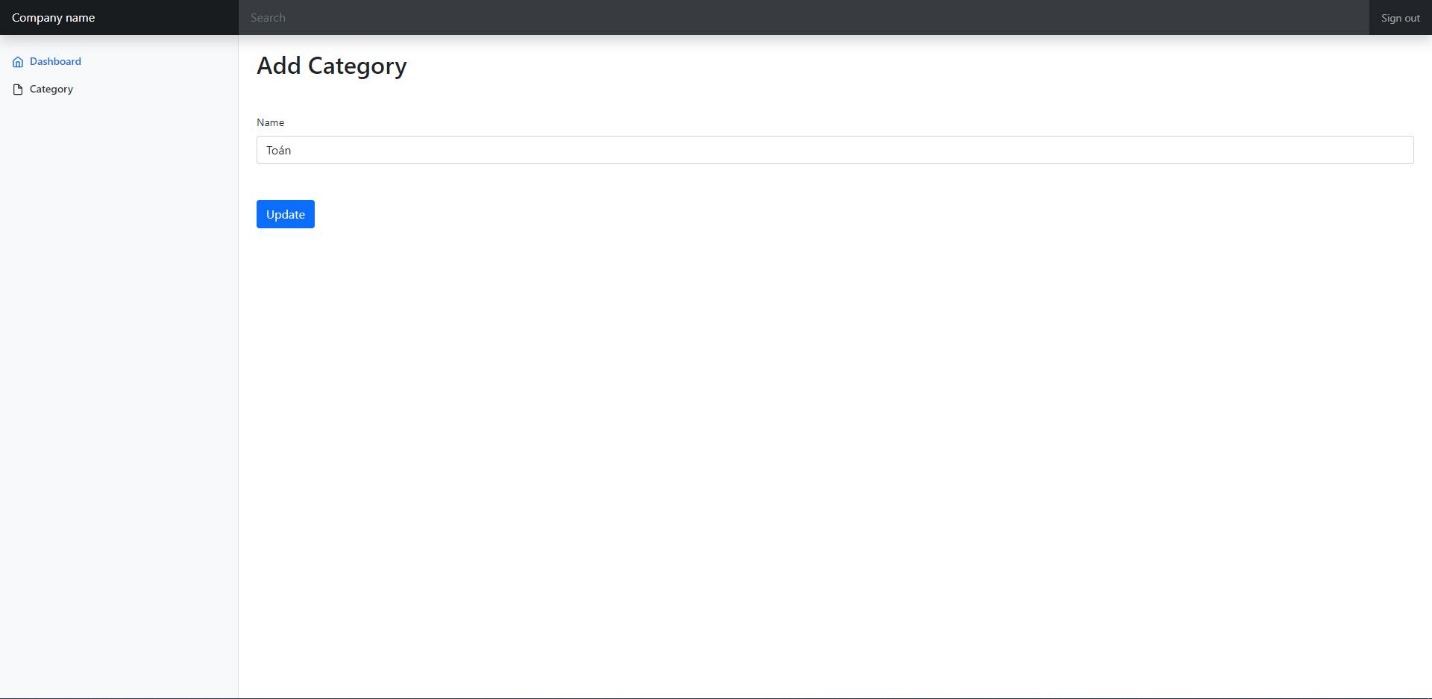 Company name
Search
Sign out
Dashboard
Category
Add Category
Name
Toán
Update